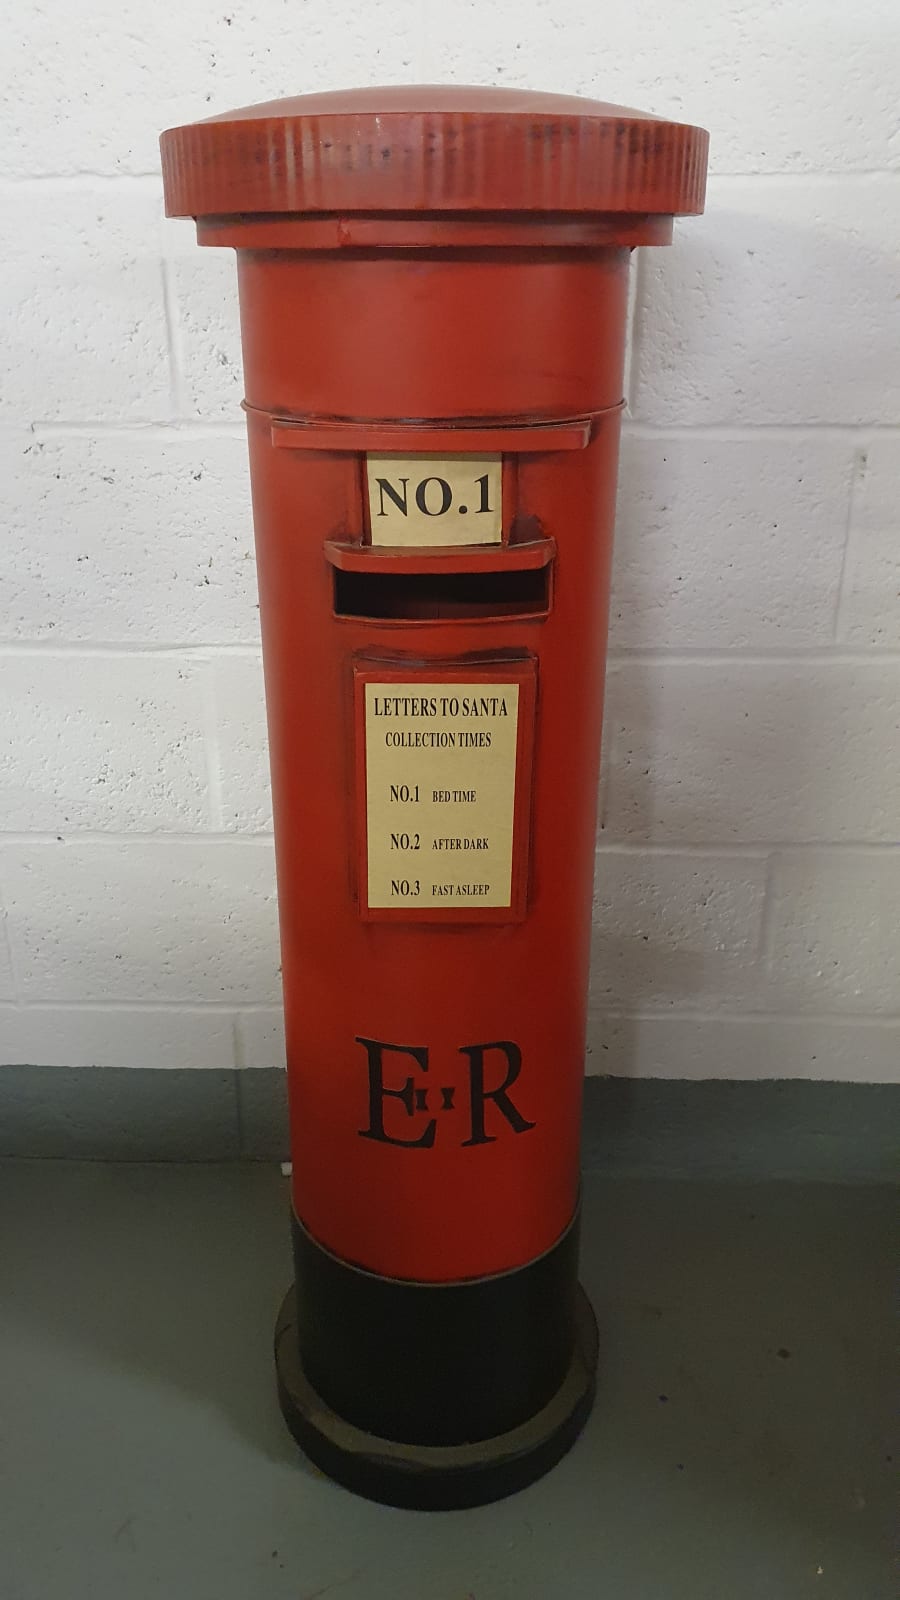 NO.1
LETTERS TO SANTA
COLLECTION TIMES
NO.1 BED TIME
NO.2 AFTER DARK
NO.3 FAST ASLEEP
E II R